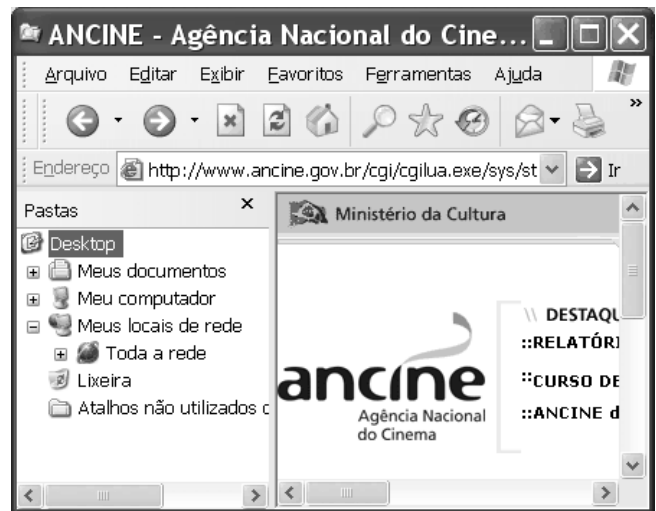 ANCINE - Agência Nacional do Cine...
Arquivo Editar Exibir Favoritos Ferramentas Ajuda
»
Endereço http://www.ancine.gov.br/cgi/cgilua.exe/sys/st Ir
Pastas x
Desktop
Meus documentos
Meu computador
Meus locais de rede
Toda a rede
Lixeira
Atalhos não utilizados
Ministério da Cultura
\\ DESTAQU
::RELATÓRI
::CURSO DE
::ANCINE d
ancine
Agência Nacional
do Cinema